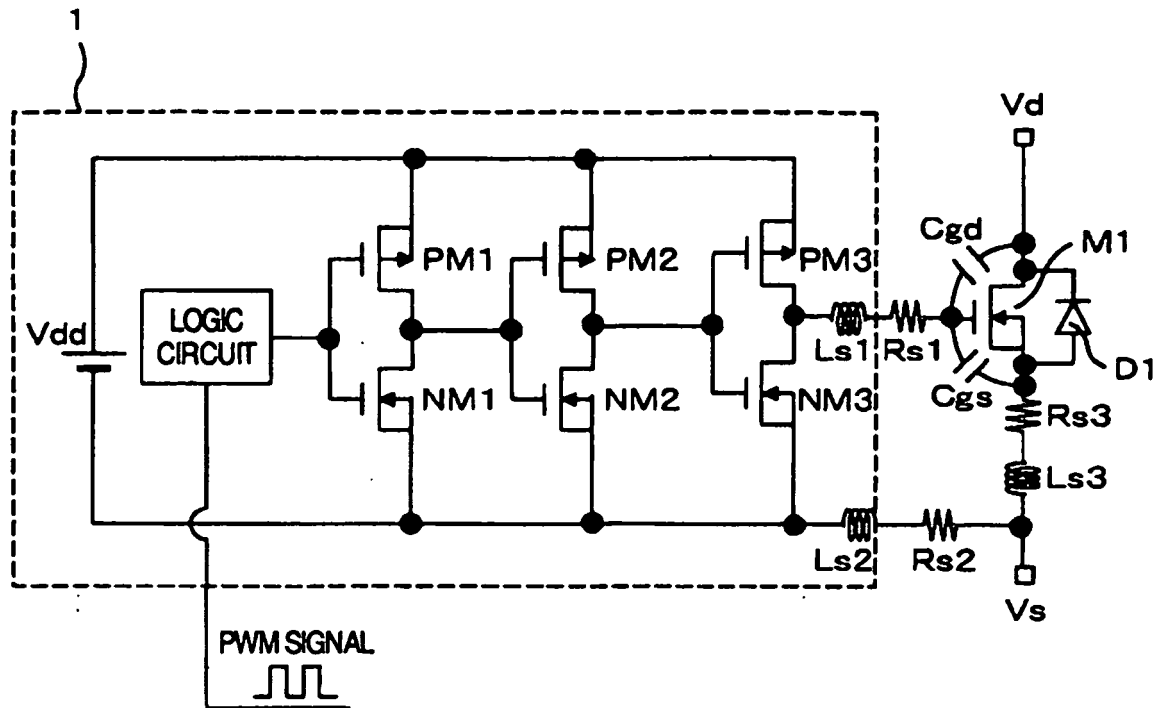 1
Vd
Cgd
M1
PM1
PM2
PM3
LOGIC
CIRCUIT
Vdd
Ls1
Rs1
D1
Cgs
NM1
NM2
NM3
Rs3
Ls3
Ls2
Rs2
Vs
PWM SIGNAL